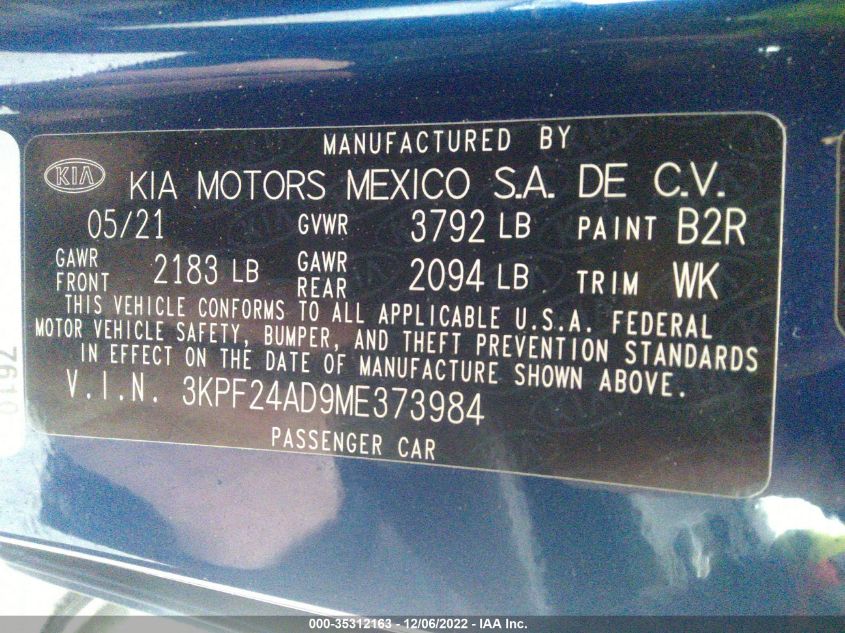 MANUFACTURED BY
KIA KIA MOTORS MEXICO S.A. DE C.V.
05/21 GVWR 3792 LB PAINT B2R
GAWR FRONT 2183 LB GAWR REAR 2094 LB TRIM WK
THIS VEHICLE CONFORMS TO ALL APPLICABLE U.S.A. FEDERAL
MOTOR VEHICLE SAFETY, BUMPER, AND THEFT PREVENTION STANDARDS
IN EFFECT ON THE DATE OF MANUFACTURE SHOWN ABOVE.
V.I.N. 3KPF24AD9ME373984
PASSENGER CAR
000-35312163 - 12/06/2022 - IAA Inc.